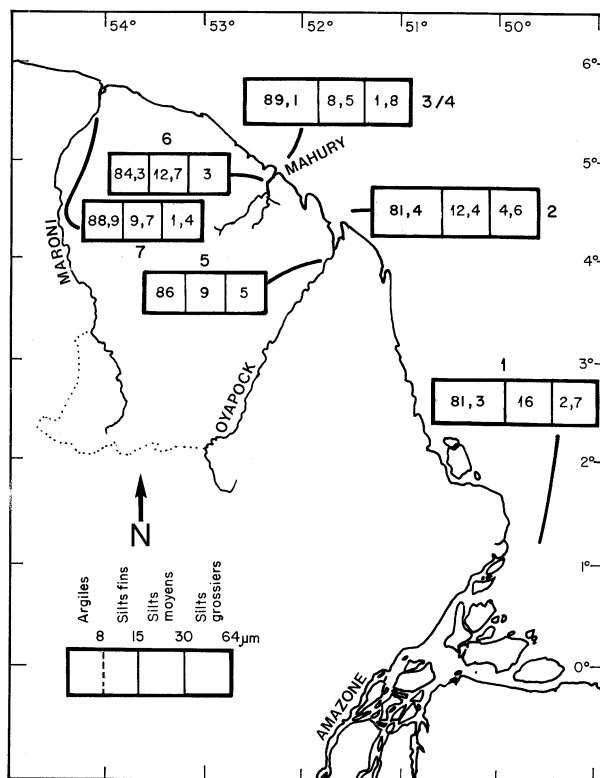 54° 53° 52° 51° 50°
6°
89,1 8,5 1,8 3/4
MAHURY
6
84,3 12,7 3
5°
81,4 12,4 4,6 2
88,9 9,7 1,4
7
MARONI
5
4°
86 9 5
OYAPOCK
3°
1
81,3 16 2,7
2°
N
Argiles
Silts fins
Silts moyens
Silts grossiers
1°
8 15 30 64 µm
0°
AMAZONE